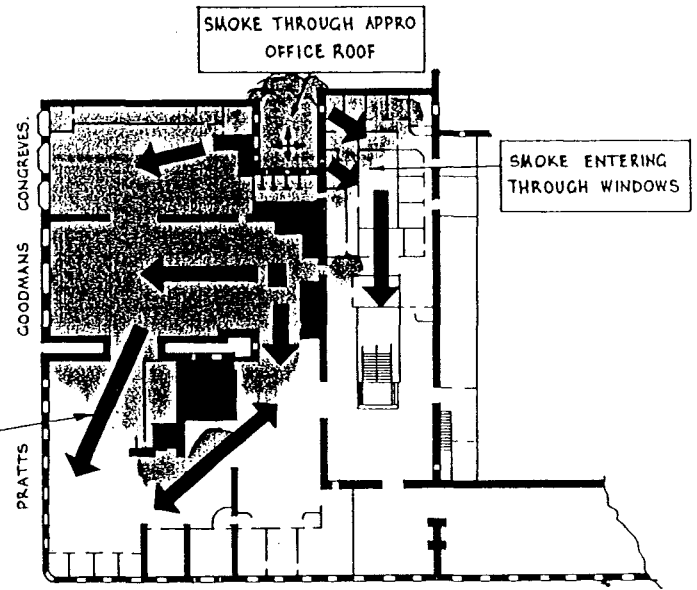 SMOKE THROUGH APPRO
OFFICE ROOF
SMOKE ENTERING
THROUGH WINDOWS
CONGREVES.
GOODMANS
PRATTS